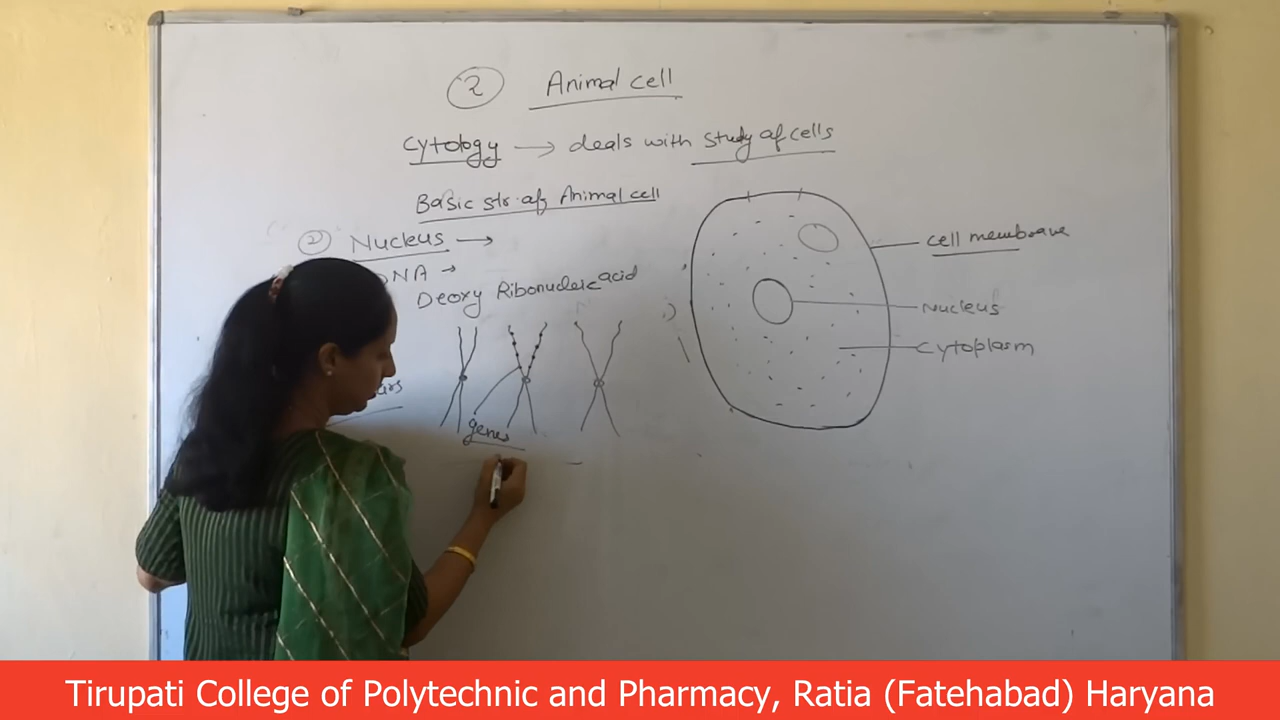 2 Animal cell
Cytology → deals with study of cells
Basic str. of Animal cell
2) Nucleus →
DNA →
Deoxy Ribonucleic acid
genes
cell membrane
Nucleus
Cytoplasm
Tirupati College of Polytechnic and Pharmacy, Ratia (Fatehabad) Haryana